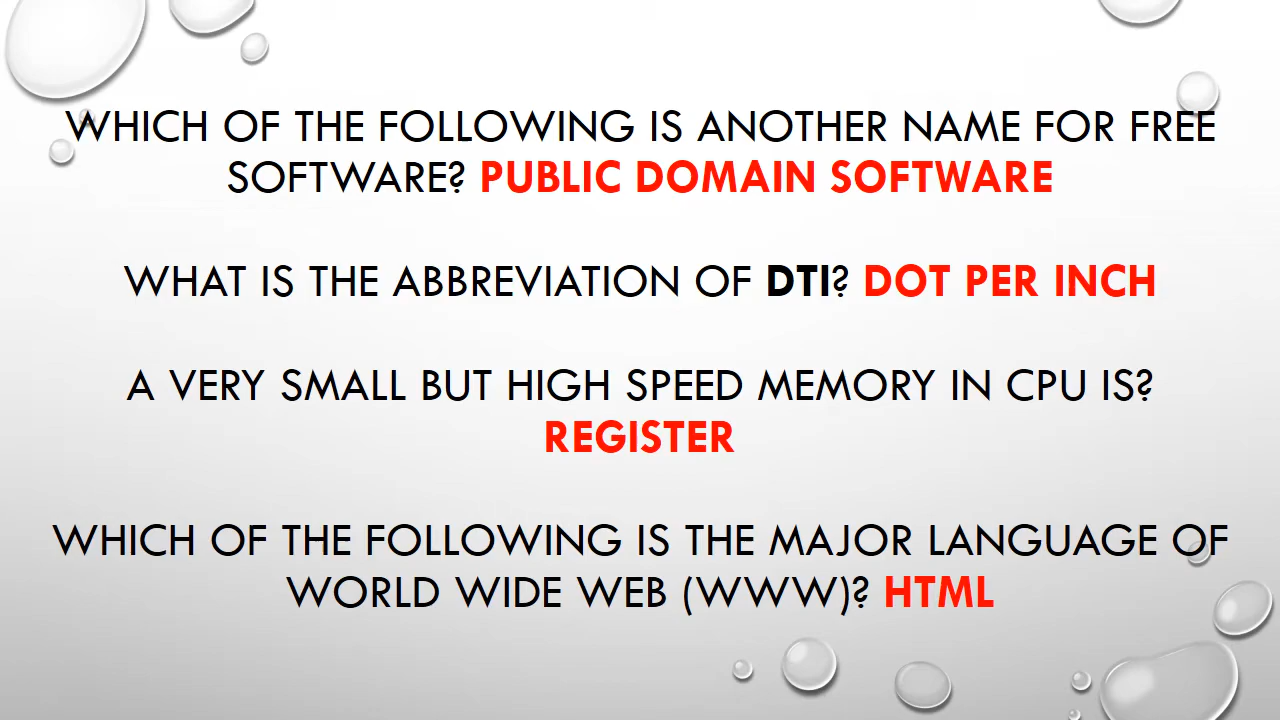 WHICH OF THE FOLLOWING IS ANOTHER NAME FOR FREE
SOFTWARE? PUBLIC DOMAIN SOFTWARE
WHAT IS THE ABBREVIATION OF DTI? DOT PER INCH
A VERY SMALL BUT HIGH SPEED MEMORY IN CPU IS?
REGISTER
WHICH OF THE FOLLOWING IS THE MAJOR LANGUAGE OF
WORLD WIDE WEB (WWW)? HTML